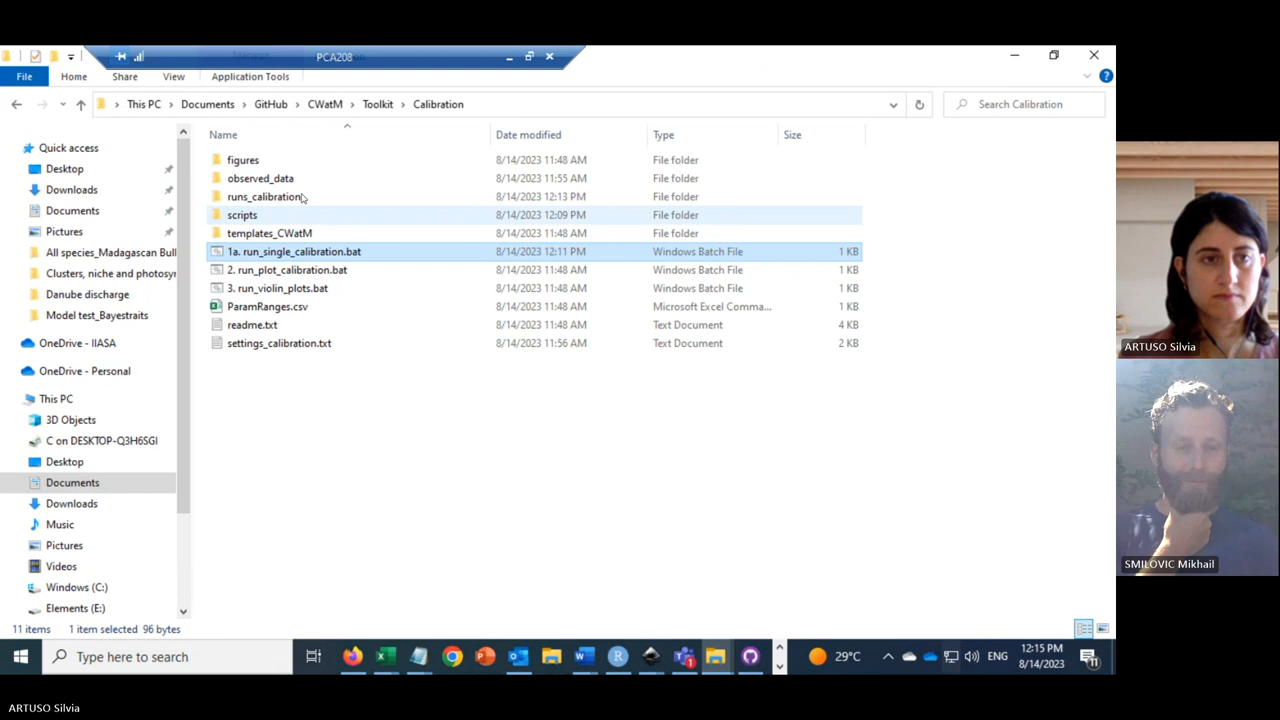 PCA208
File
Home
Share
View
Application Tools
This PC
Documents
GitHub
CWatM
Toolkit
Calibration
Search Calibration
Name
Date modified
Type
Size
Quick access
Desktop
Downloads
Documents
Pictures
All species_Madagascar Bull
Clusters, niche and photosyr
Danube discharge
Model test_Bayestraits
OneDrive - IIASA
OneDrive - Personal
This PC
3D Objects
C on DESKTOP-Q3H6SGI
Desktop
Documents
Downloads
Music
Pictures
Videos
Windows (C:)
Elements (E:)
figures 8/14/2023 11:48 AM File folder
observed_data 8/14/2023 11:55 AM File folder
runs_calibration 8/14/2023 12:13 PM File folder
scripts 8/14/2023 12:09 PM File folder
templates_CWatM 8/14/2023 11:48 AM File folder
1a. run_single_calibration.bat 8/14/2023 12:11 PM Windows Batch File 1 KB
2. run_plot_calibration.bat 8/14/2023 11:48 AM Windows Batch File 1 KB
3. run_violin_plots.bat 8/14/2023 11:48 AM Windows Batch File 1 KB
ParamRanges.csv 8/14/2023 11:48 AM Microsoft Excel Comma... 1 KB
readme.txt 8/14/2023 11:48 AM Text Document 4 KB
settings_calibration.txt 8/14/2023 11:56 AM Text Document 2 KB
11 items 1 item selected 96 bytes
Type here to search
29°C
ENG
12:15 PM
8/14/2023
ARTUSO Silvia
SMILOVIC Mikhail
ARTUSO Silvia